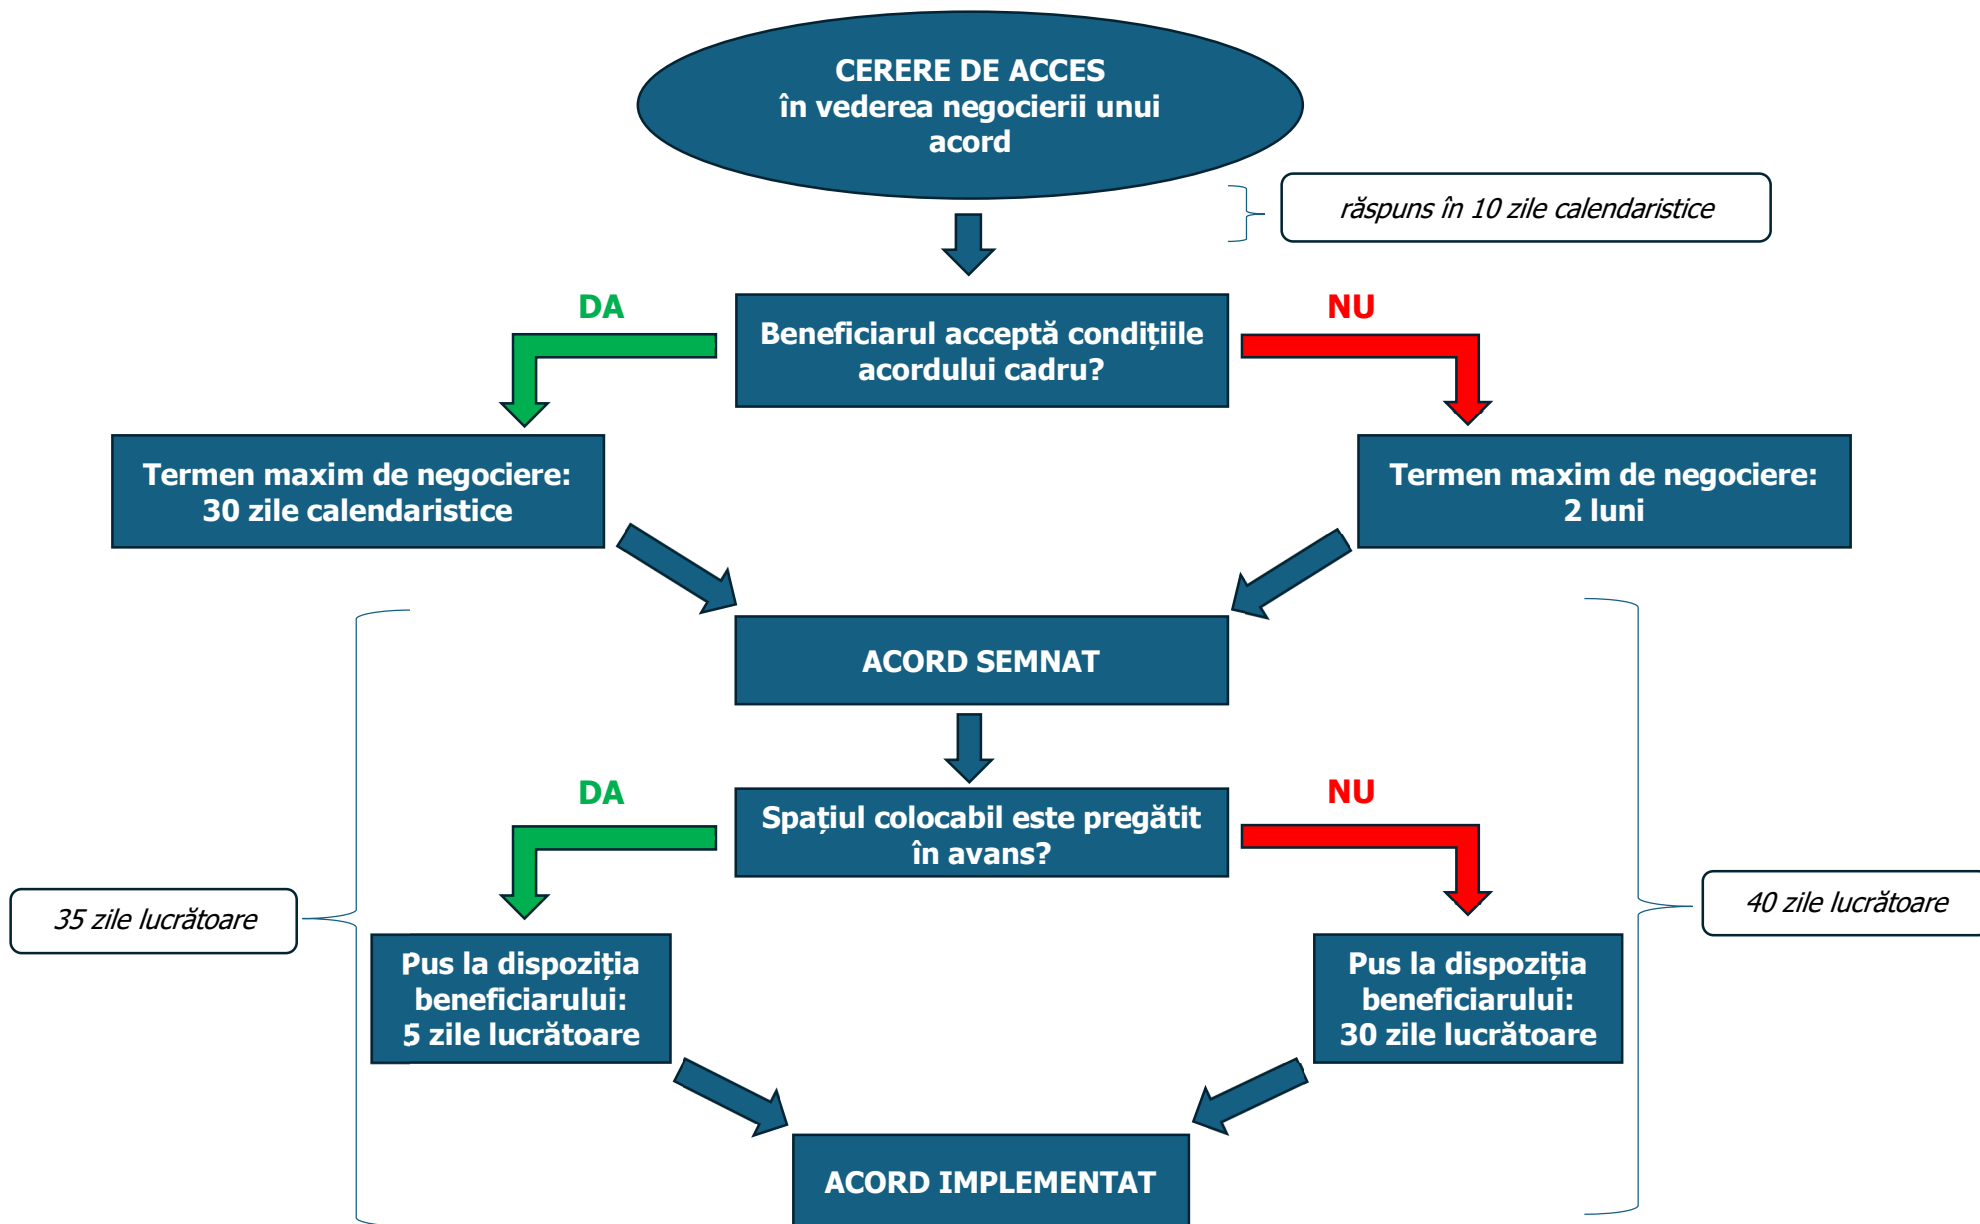 CERERE DE ACCES
în vederea negocierii unui
acord
răspuns în 10 zile calendaristice
DA
NU
Beneficiarul acceptă condițiile
acordului cadru?
Termen maxim de negociere:
30 zile calendaristice
Termen maxim de negociere:
2 luni
ACORD SEMNAT
DA
NU
Spațiul colocabil este pregătit
în avans?
35 zile lucrătoare
40 zile lucrătoare
Pus la dispoziția
beneficiarului:
5 zile lucrătoare
Pus la dispoziția
beneficiarului:
30 zile lucrătoare
ACORD IMPLEMENTAT